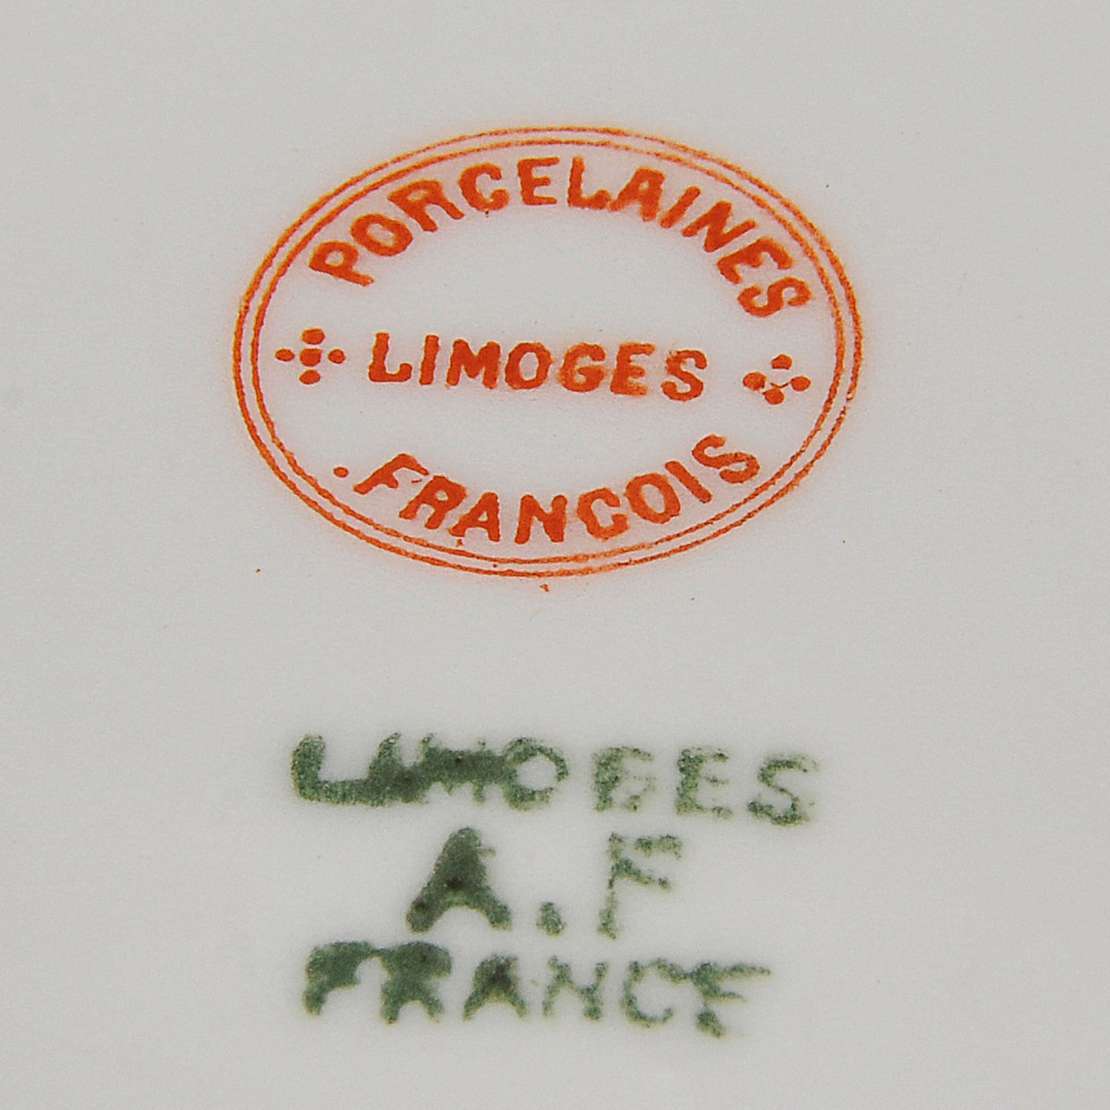 PORCELAINES
LIMOGES
.FRANCOIS
LIMOGES
A.F
FRANCE